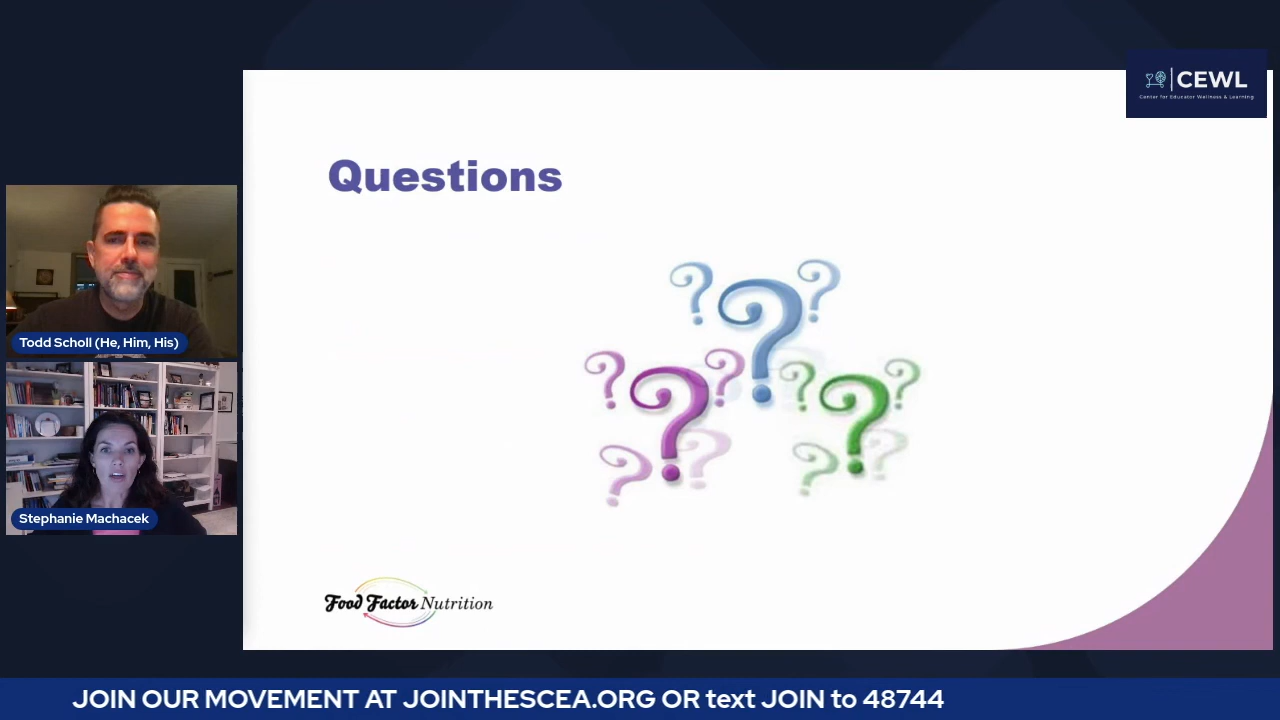 CEWL
Center for Educator Wellness & Learning
Questions
Todd Scholl (He, Him, His)
Stephanie Machacek
Food Factor Nutrition
JOIN OUR MOVEMENT AT JOINTHESCEA.ORG OR text JOIN to 48744